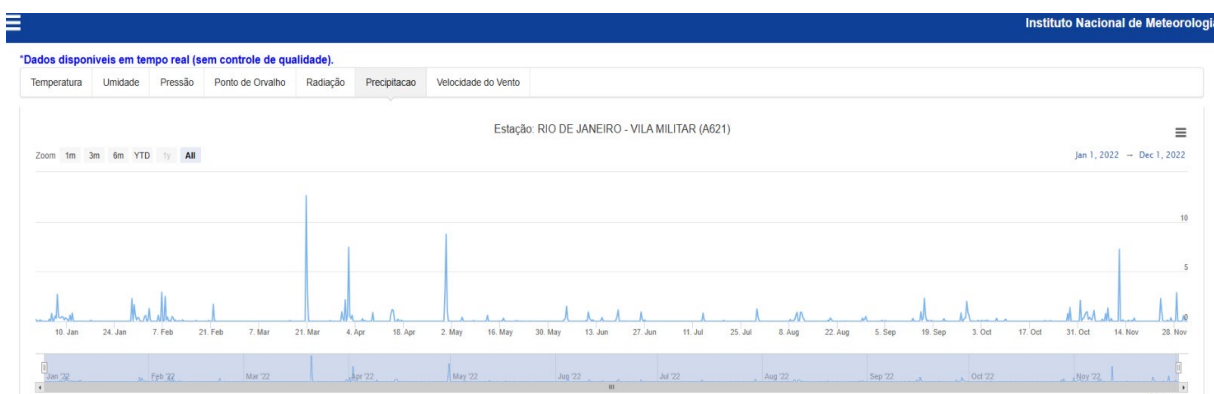 Instituto Nacional de Meteorologi
*Dados disponíveis em tempo real (sem controle de qualidade).
Temperatura Umidade Pressão Ponto de Orvalho Radiação Precipitacao Velocidade do Vento
Estação: RIO DE JANEIRO - VILA MILITAR (A621)
Zoom 1m 3m 6m YTD 1y All Jan 1, 2022 → Dec 1, 2022
10
5
0
10. Jan 24. Jan 7. Feb 21. Feb 7. Mar 21. Mar 4. Apr 18. Apr 2. May 16. May 30. May 13. Jun 27. Jun 11. Jul 25. Jul 8. Aug 22. Aug 5. Sep 19. Sep 3. Oct 17. Oct 31. Oct 14. Nov 28. Nov
Jan '22 Feb '22 Mar '22 Apr '22 May '22 Jul '22 Aug '22 Sep '22 Oct '22 Nov '22